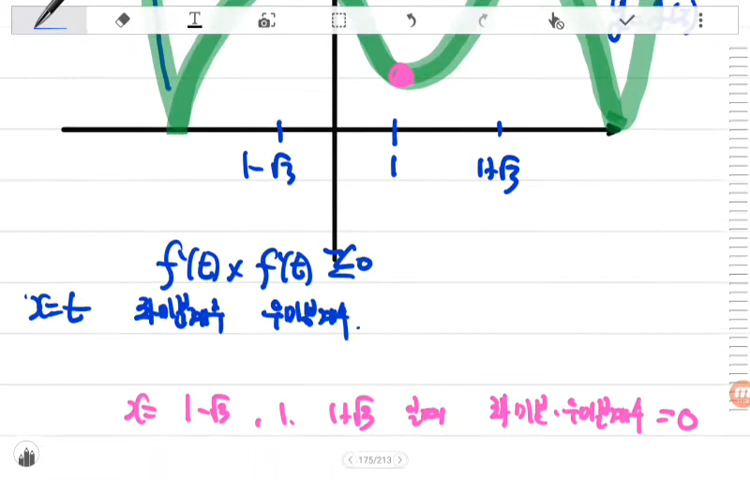 1-√3 1 1+√3
f'(t) × f'(t) ≤0
x=t 좌미분계수 우미분계수.
x= 1-√3 , 1. 1+√3 일때 좌미분·우미분계수 =0
175/213